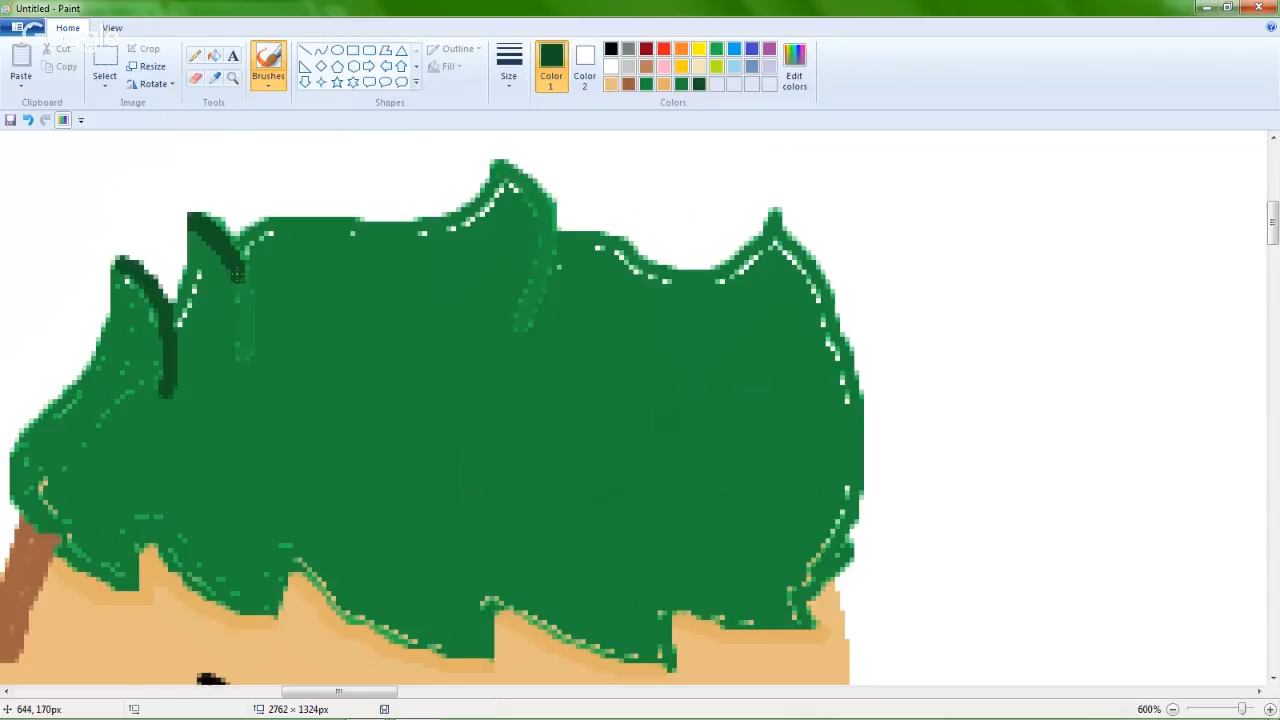 Untitled - Paint
Home View
Paste
Cut
Copy
Clipboard
Select
Crop
Resize
Rotate
Image
A
Tools
Brushes
Outline
Fill
Shapes
Size
Color 1
Color 2
Edit colors
Colors
644, 170px
2762 × 1324px
600%